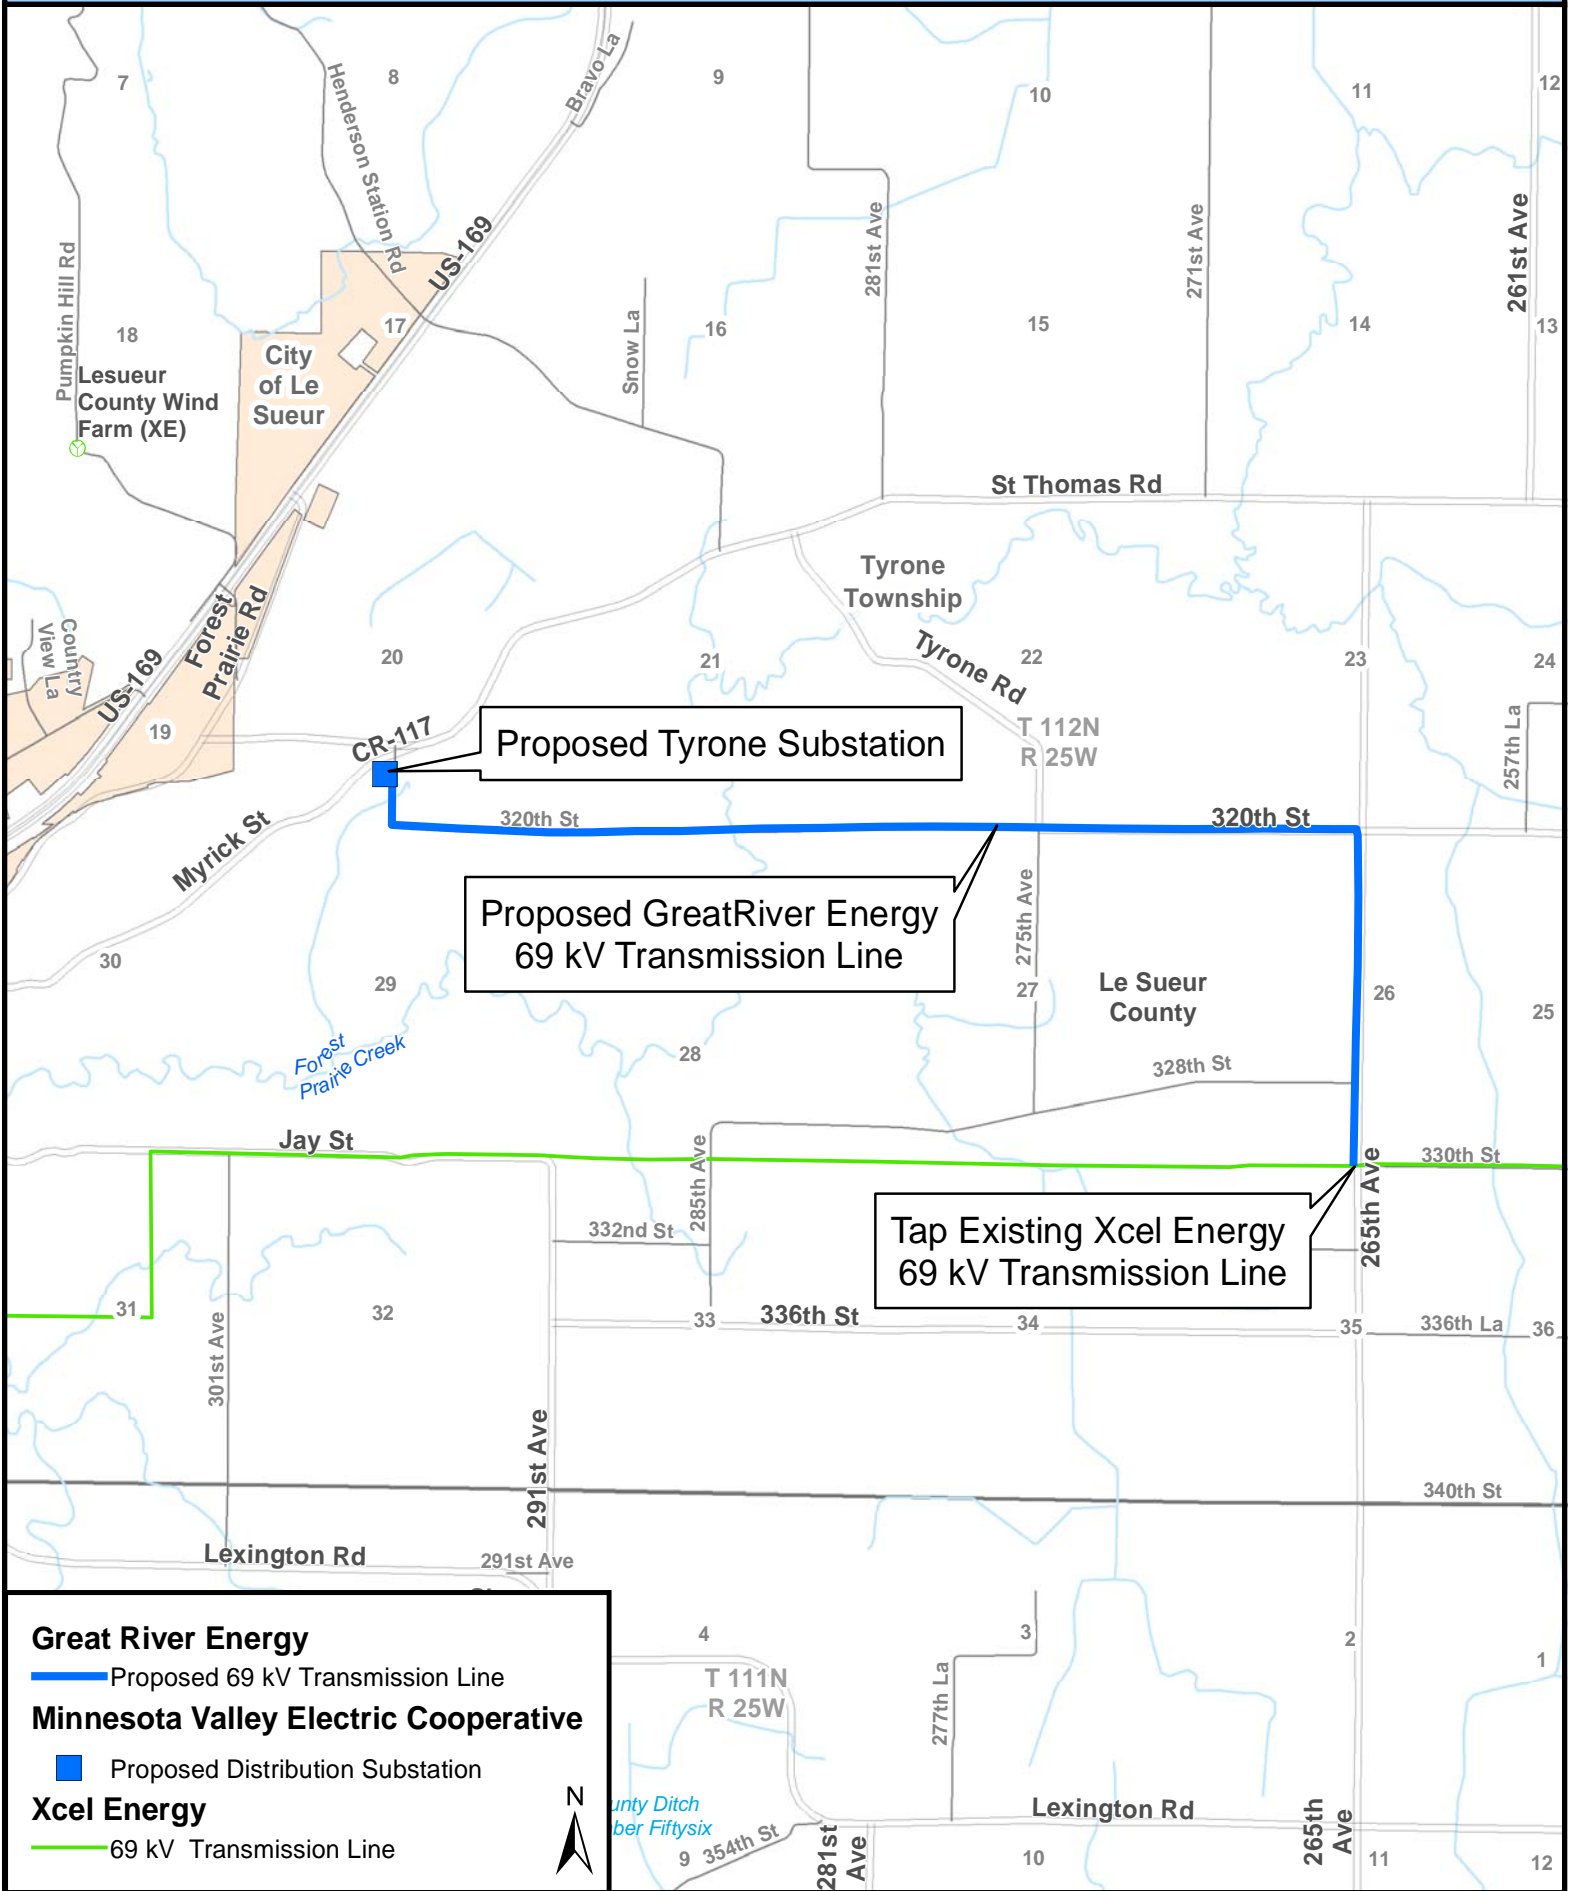 7
8
9
10
11
12
Henderson Station Rd
Bravo La
Pumpkin Hill Rd
US-169
281st Ave
271st Ave
261st Ave
18
17
16
15
14
13
Snow La
City
of Le
Sueur
Lesueur
County Wind
Farm (XE)
St Thomas Rd
Tyrone
Township
Forest
Prairie Rd
Country
View La
US-169
20
21
22
23
24
Tyrone Rd
19
CR-117
Proposed Tyrone Substation
T 112N
R 25W
257th La
320th St
320th St
Myrick St
Proposed GreatRiver Energy
69 kV Transmission Line
275th Ave
30
29
28
27
26
25
Le Sueur
County
Forest
Prairie Creek
328th St
Jay St
285th Ave
330th St
332nd St
Tap Existing Xcel Energy
69 kV Transmission Line
265th Ave
31
32
33
336th St
34
35
336th La
36
301st Ave
291st Ave
340th St
Lexington Rd
291st Ave
Great River Energy
Proposed 69 kV Transmission Line
Minnesota Valley Electric Cooperative
Proposed Distribution Substation
Xcel Energy
69 kV Transmission Line
N
4
3
2
1
T 111N
R 25W
277th La
unty Ditch
ber Fiftysix
Lexington Rd
9
354th St
281st
Ave
10
265th
Ave
11
12